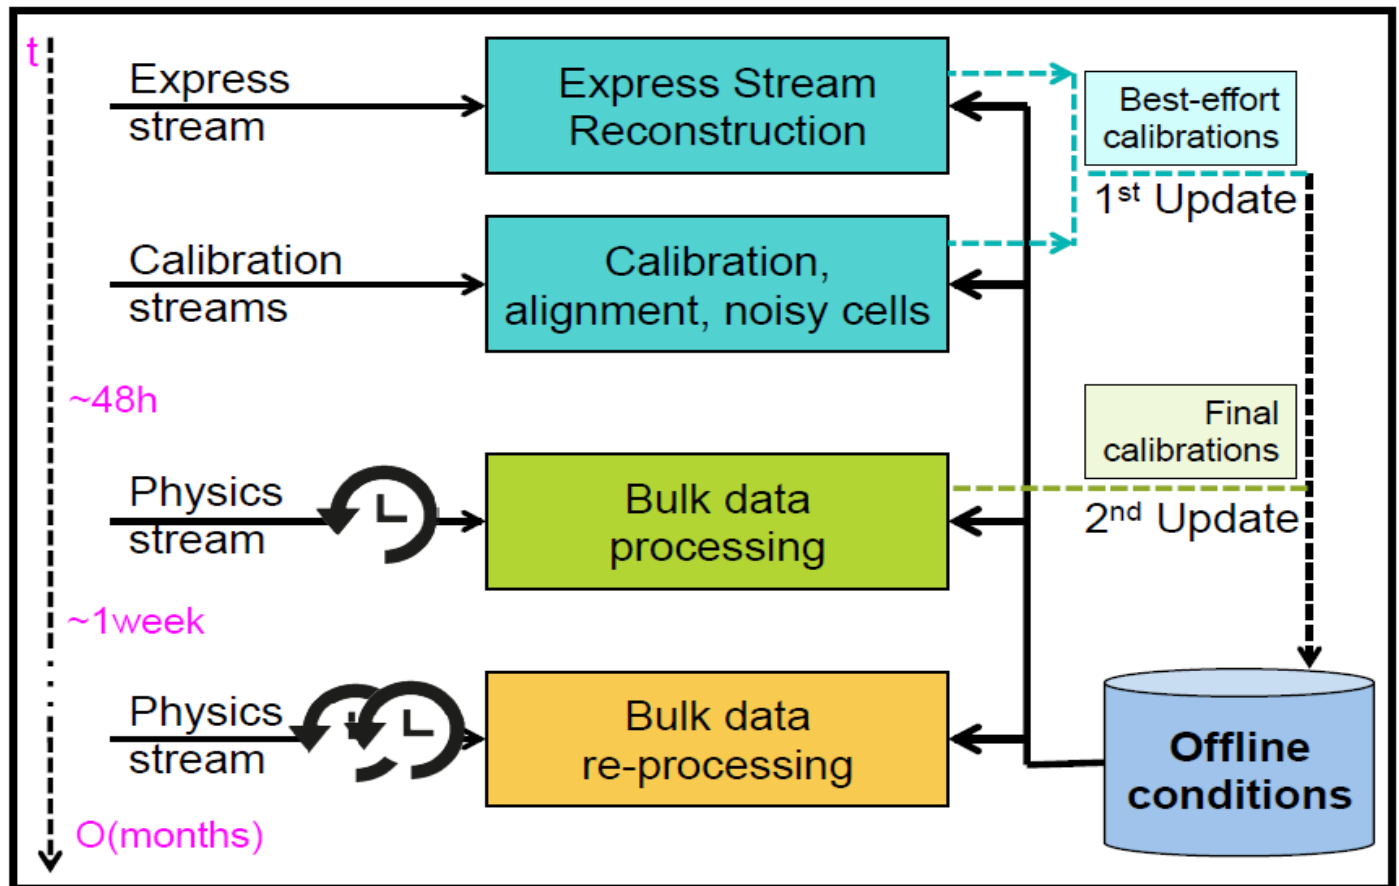 t
Express
stream
Express Stream
Reconstruction
Best-effort
calibrations
1st Update
Calibration
streams
Calibration,
alignment, noisy cells
~48h
Final
calibrations
2nd Update
Physics
stream
Bulk data
processing
~1week
Physics
stream
Bulk data
re-processing
Offline
conditions
O(months)